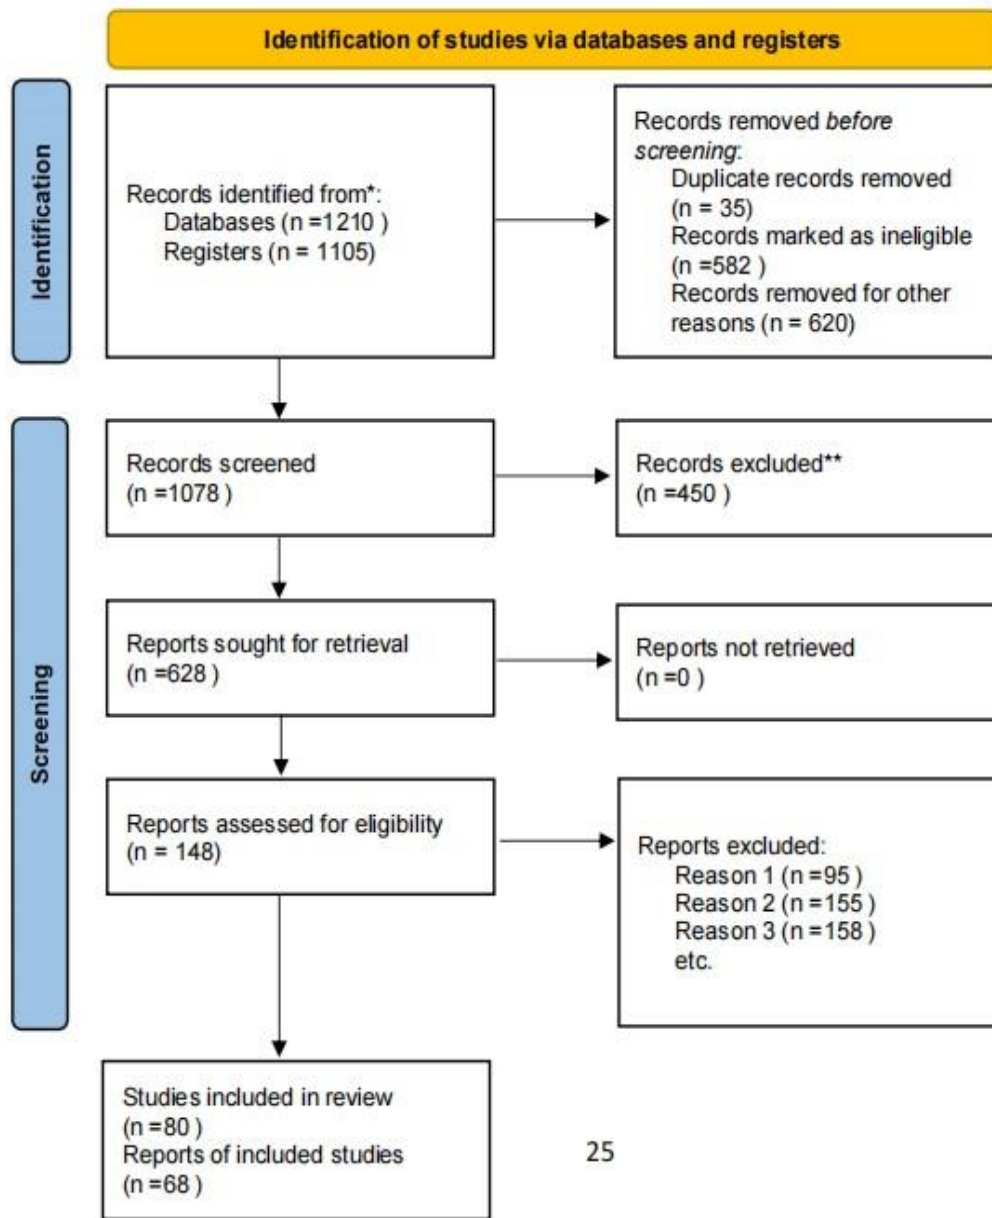 Identification of studies via databases and registers
Identification
Records identified from*:
Databases (n =1210 )
Registers (n = 1105)
Records removed before
screening:
Duplicate records removed
(n = 35)
Records marked as ineligible
(n =582 )
Records removed for other
reasons (n = 620)
Screening
Records screened
(n =1078 )
Records excluded**
(n =450 )
Reports sought for retrieval
(n =628 )
Reports not retrieved
(n =0 )
Reports assessed for eligibility
(n = 148)
Reports excluded:
Reason 1 (n =95 )
Reason 2 (n =155 )
Reason 3 (n =158 )
etc.
Studies included in review
(n =80 )
Reports of included studies
(n =68 )
25